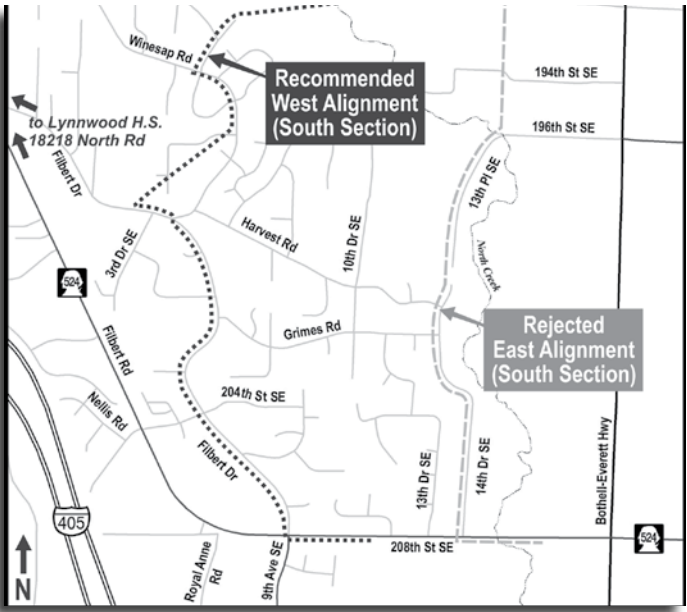 Winesap Rd
Recommended
West Alignment
(South Section)
194th St SE
196th St SE
to Lynnwood H.S.
18218 North Rd
Filbert Dr
13th Pl SE
3rd Dr SE
Harvest Rd
10th Dr SE
North Creek
524
Filbert Rd
Grimes Rd
Rejected
East Alignment
(South Section)
Nellis Rd
204th St SE
Filbert Dr
13th Dr SE
14th Dr SE
Bothell-Everett Hwy
405
208th St SE
524
N
Royal Anne
Rd
9th Ave SE